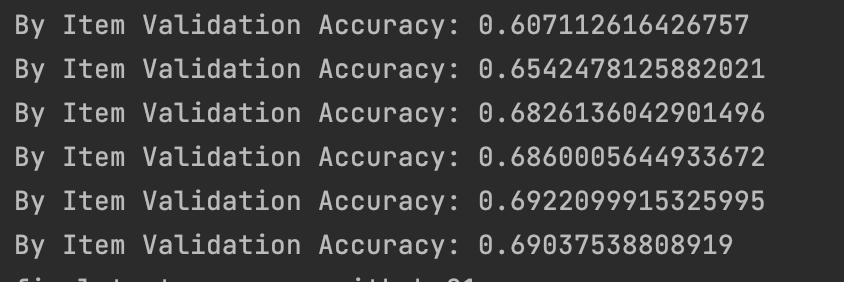 By Item Validation Accuracy: 0.607112616426757
By Item Validation Accuracy: 0.6542478125882021
By Item Validation Accuracy: 0.6826136042901496
By Item Validation Accuracy: 0.6860005644933672
By Item Validation Accuracy: 0.6922099915325995
By Item Validation Accuracy: 0.69037538808919